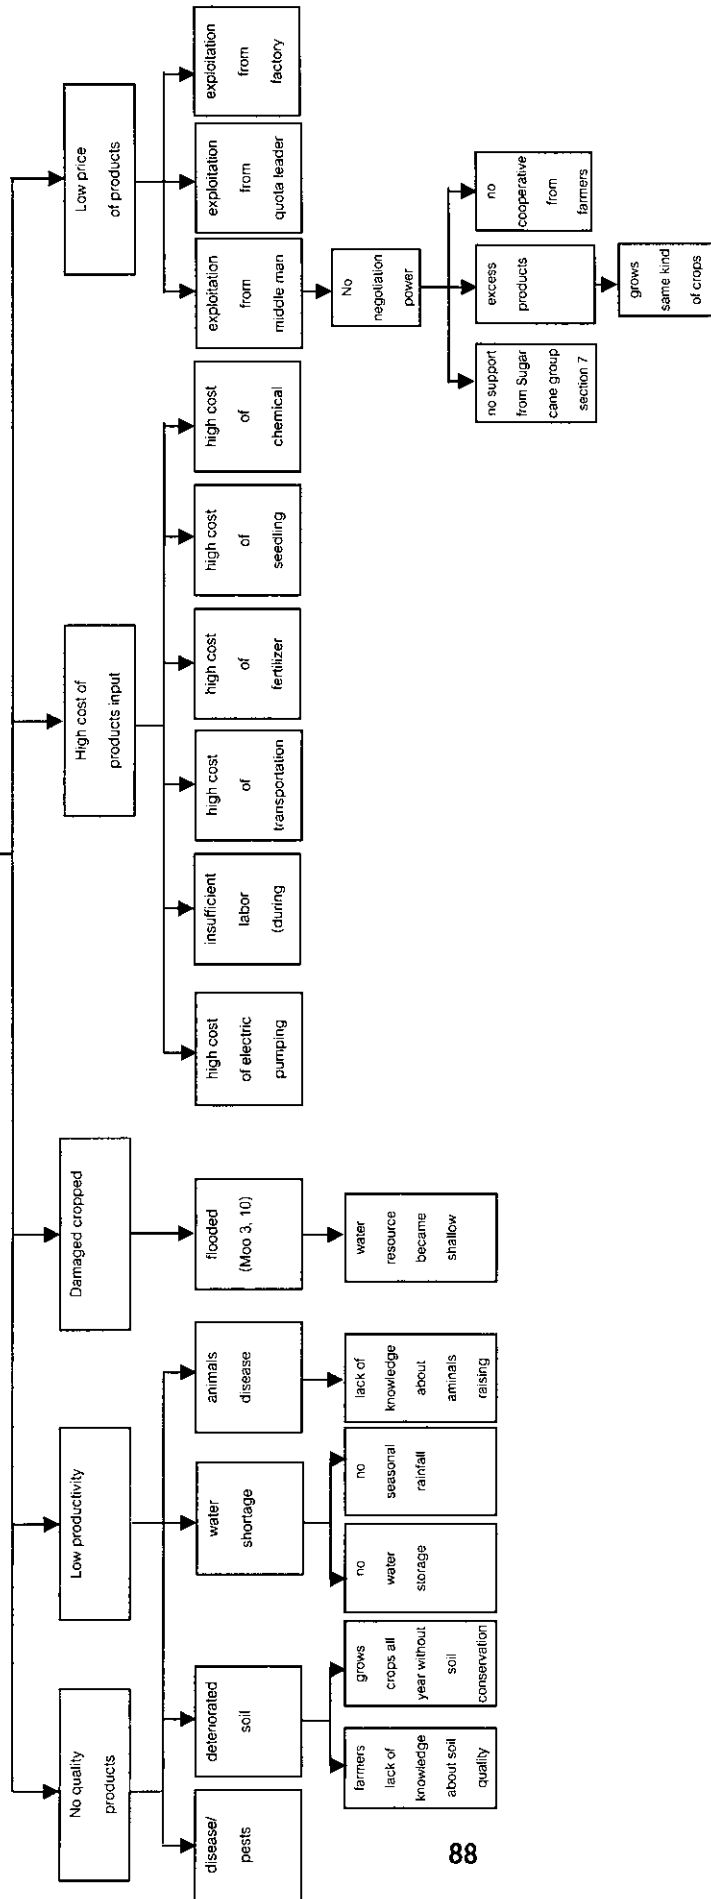 No quality
products
Low productivity
Damaged cropped
High cost of
products input
Low price
of products
disease/
pests
deteriorated
soil
water
shortage
animals
disease
flooded
(Moo 3, 10)
high cost
of electric
pumping
insufficient
labor
(during
high cost
of
transportation
high cost
of
fertilizer
high cost
of
seedling
high cost
of
chemical
exploitation
from
middle man
exploitation
from
quota leader
exploitation
from
factory
farmers
lack of
knowledge
about soil
quality
grows
crops all
year without
soil
conservation
no
water
storage
no
seasonal
rainfall
lack of
knowledge
about
aminals
raising
water
resource
became
shallow
No
negotiation
power
no support
from Sugar
cane group
section 7
excess
products
no
cooperative
from
farmers
grows
same kind
of crops
88